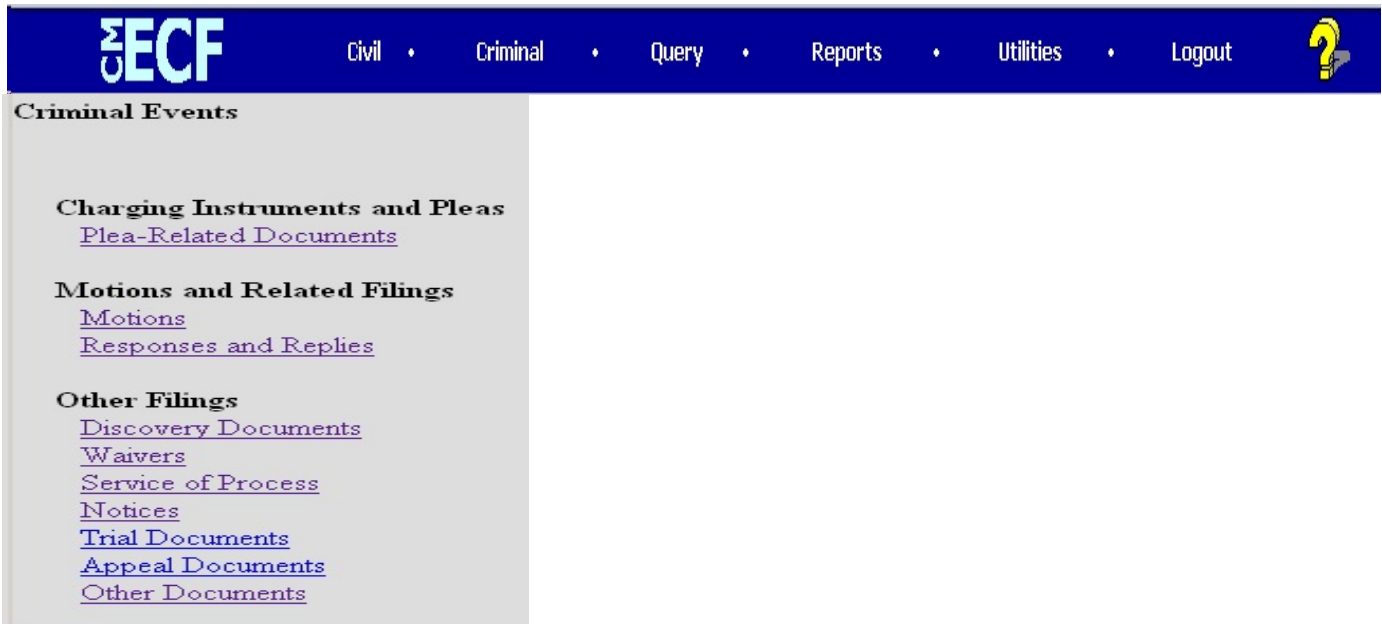 CM ECF Civil • Criminal • Query • Reports • Utilities • Logout ?
Criminal Events
Charging Instruments and Pleas
Plea-Related Documents
Motions and Related Filings
Motions
Responses and Replies
Other Filings
Discovery Documents
Waivers
Service of Process
Notices
Trial Documents
Appeal Documents
Other Documents